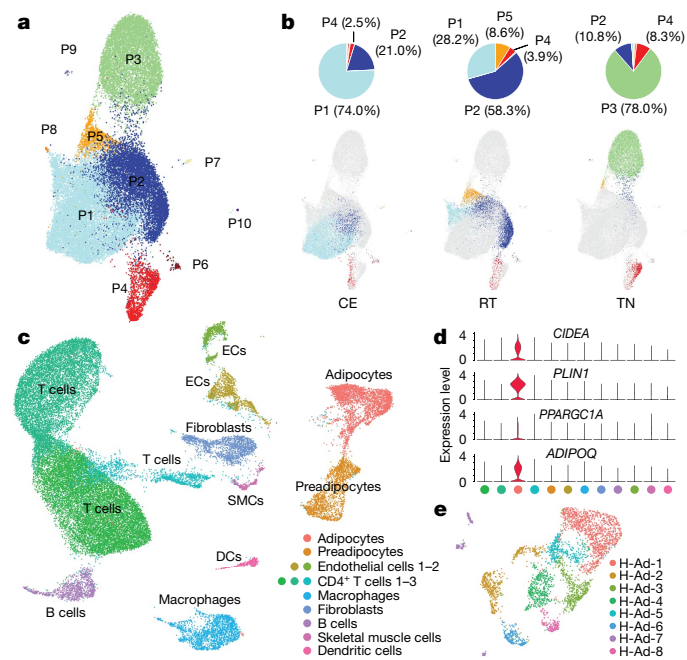 a
P9
P3
P8
P5
P7
P2
P1
P10
P6
P4
b
P4 (2.5%)
P2
(21.0%)
P1 (74.0%)
P1
(28.2%)
P5
(8.6%)
P4
(3.9%)
P2 (58.3%)
P2
(10.8%)
P4
(8.3%)
P3 (78.0%)
CE
RT
TN
c
T cells
ECs
ECs
Adipocytes
Fibroblasts
T cells
Preadipocytes
SMCs
T cells
DCs
B cells
Macrophages
Adipocytes
Preadipocytes
Endothelial cells 1–2
CD4⁺ T cells 1–3
Macrophages
Fibroblasts
B cells
Skeletal muscle cells
Dendritic cells
d
Expression level
CIDEA
4
0
PLIN1
4
0
PPARGC1A
4
0
ADIPOQ
4
0
e
H-Ad-1
H-Ad-2
H-Ad-3
H-Ad-4
H-Ad-5
H-Ad-6
H-Ad-7
H-Ad-8